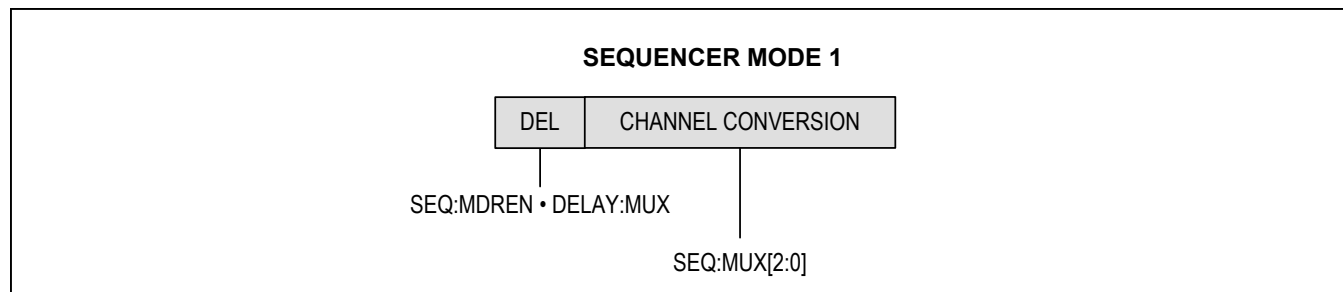 SEQUENCER MODE 1
DEL CHANNEL CONVERSION
SEQ:MDREN • DELAY:MUX
SEQ:MUX[2:0]